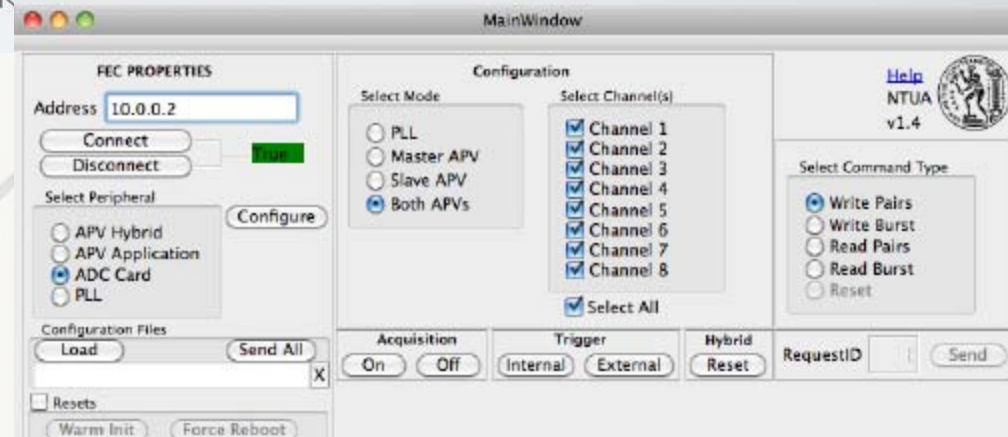 MainWindow
FEC PROPERTIES
Address 10.0.0.2
Connect
Disconnect
True
Select Peripheral
Configure
APV Hybrid
APV Application
ADC Card
PLL
Configuration Files
Load
Send All
X
Resets
Warm Init
Force Reboot
Configuration
Select Mode
PLL
Master APV
Slave APV
Both APVs
Select Channel(s)
Channel 1
Channel 2
Channel 3
Channel 4
Channel 5
Channel 6
Channel 7
Channel 8
Select All
Acquisition
On
Off
Trigger
Internal
External
Hybrid
Reset
Help
NTUA
v1.4
Select Command Type
Write Pairs
Write Burst
Read Pairs
Read Burst
Reset
RequestID
Send